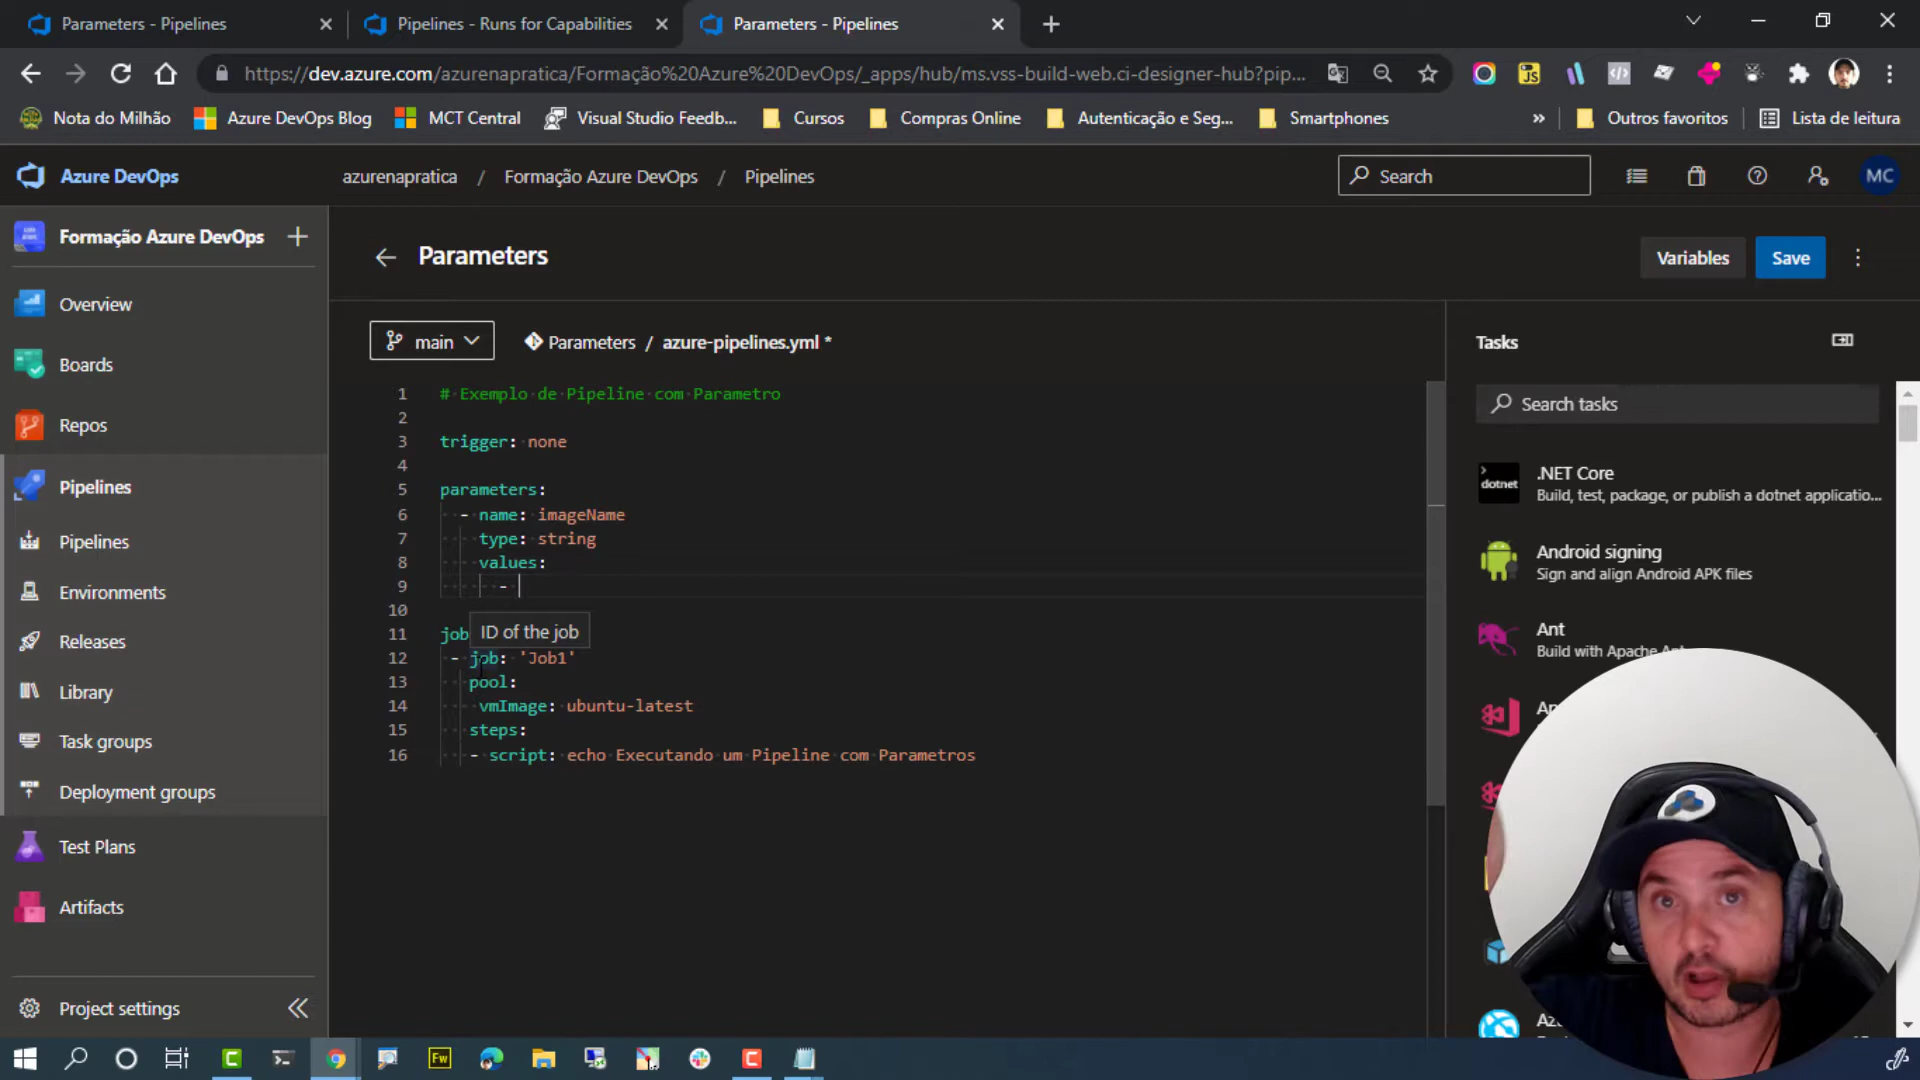 Parameters - Pipelines
Pipelines - Runs for Capabilities
Parameters - Pipelines
https://dev.azure.com/azurenapratica/Formação%20Azure%20DevOps/_apps/hub/ms.vss-build-web.ci-designer-hub?pip...
Nota do Milhão
Azure DevOps Blog
MCT Central
Visual Studio Feedb...
Cursos
Compras Online
Autenticação e Seg...
Smartphones
»
Outros favoritos
Lista de leitura
Azure DevOps
azurenapratica / Formação Azure DevOps / Pipelines
Search
MC
Formação Azure DevOps
Overview
Boards
Repos
Pipelines
Pipelines
Environments
Releases
Library
Task groups
Deployment groups
Test Plans
Artifacts
Project settings
Parameters
Variables
Save
main
Parameters / azure-pipelines.yml *
1 # Exemplo de Pipeline com Parametro
2
3 trigger: none
4
5 parameters:
6 - name: imageName
7 type: string
8 values:
9 -
10
11 job
ID of the job
12 - job: 'Job1'
13 pool:
14 vmImage: ubuntu-latest
15 steps:
16 - script: echo Executando um Pipeline com Parametros
Tasks
Search tasks
dotnet
.NET Core
Build, test, package, or publish a dotnet applicatio...
Android signing
Sign and align Android APK files
Ant
Build with Apache
JS
Fw